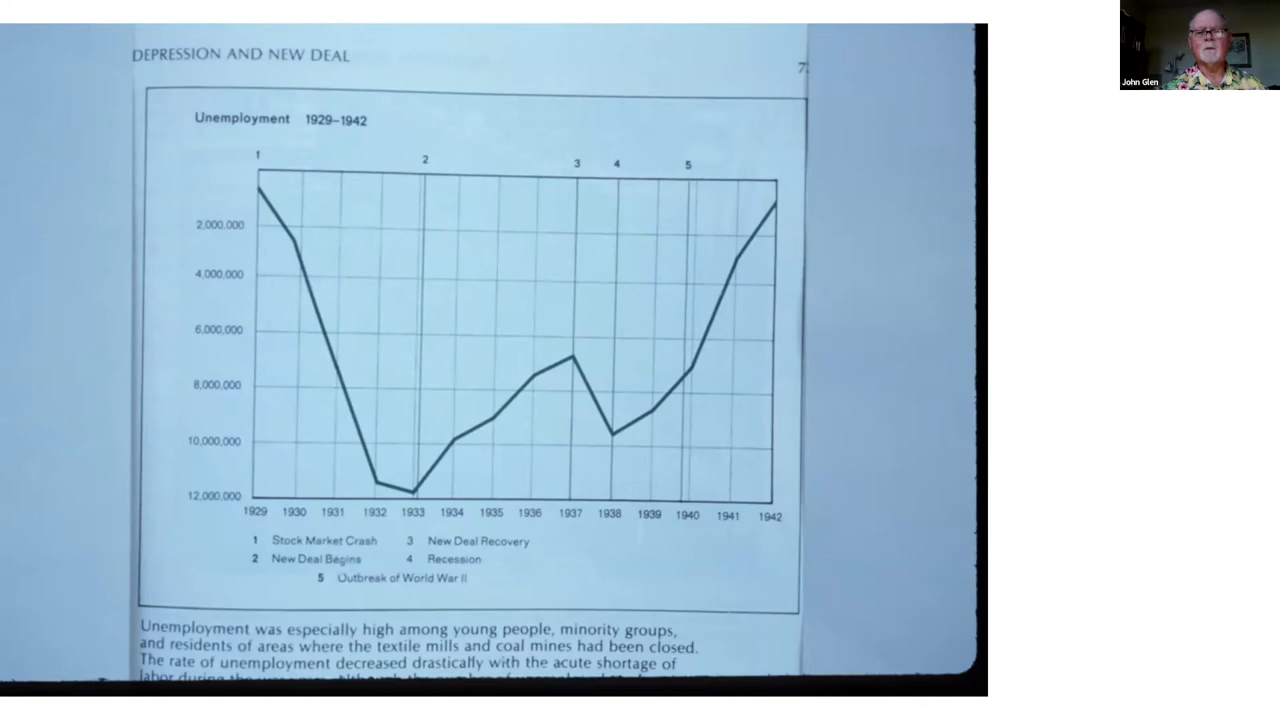 DEPRESSION AND NEW DEAL
7
John Glen
Unemployment 1929–1942
1 2 3 4 5
2,000,000
4,000,000
6,000,000
8,000,000
10,000,000
12,000,000
1929 1930 1931 1932 1933 1934 1935 1936 1937 1938 1939 1940 1941 1942
1 Stock Market Crash 3 New Deal Recovery
2 New Deal Begins 4 Recession
5 Outbreak of World War II
Unemployment was especially high among young people, minority groups,
and residents of areas where the textile mills and coal mines had been closed.
The rate of unemployment decreased drastically with the acute shortage of
labor during the